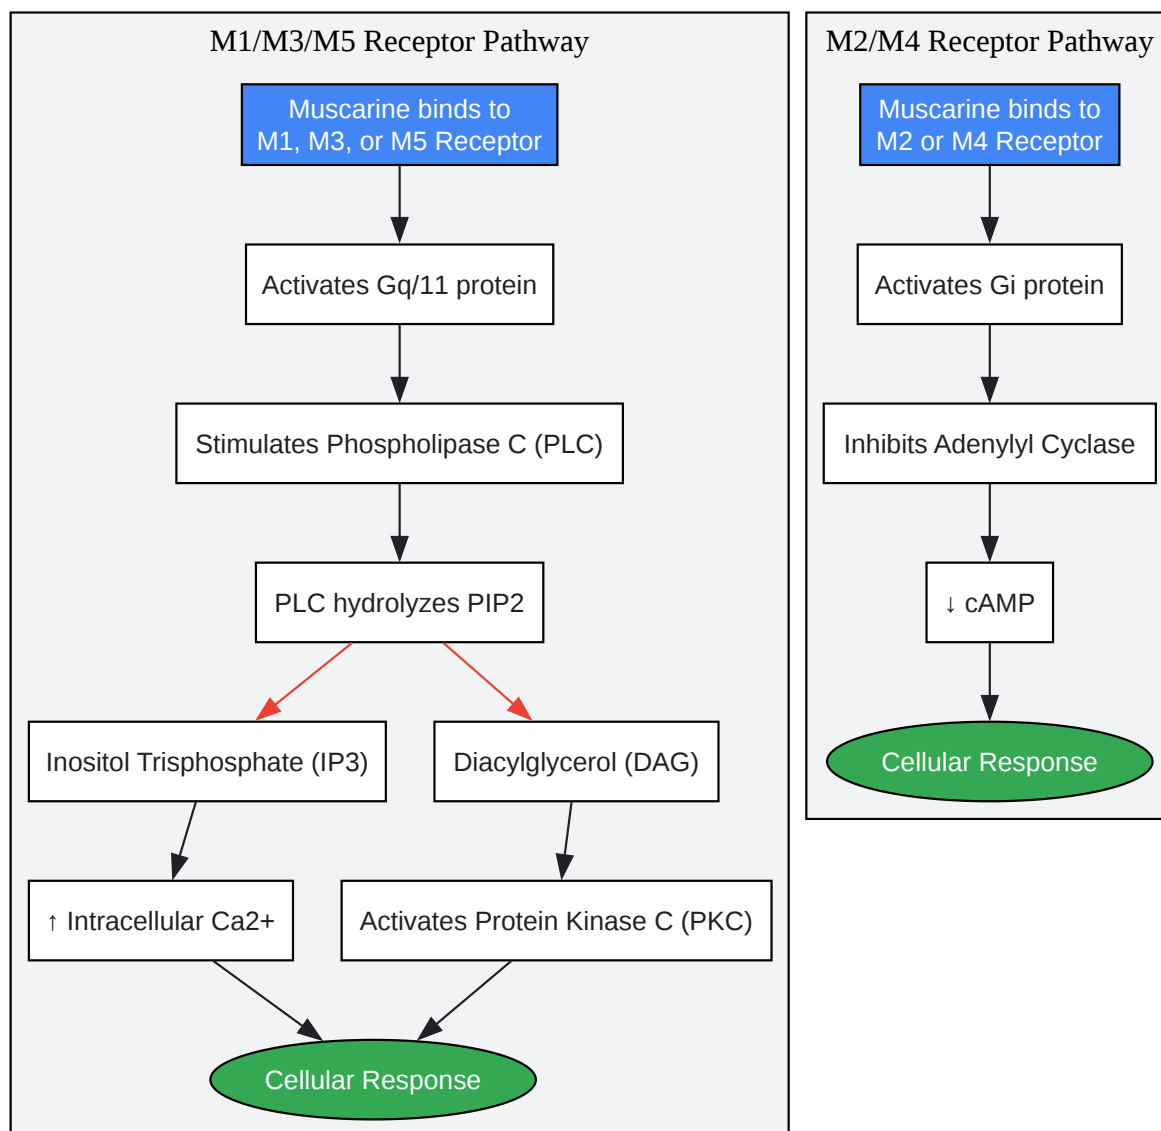 M1/M3/M5 Receptor Pathway
Muscarine binds to
M1, M3, or M5 Receptor
Activates Gq/11 protein
Stimulates Phospholipase C (PLC)
PLC hydrolyzes PIP2
Inositol Trisphosphate (IP3)
Diacylglycerol (DAG)
↑ Intracellular Ca2+
Activates Protein Kinase C (PKC)
Cellular Response
M2/M4 Receptor Pathway
Muscarine binds to
M2 or M4 Receptor
Activates Gi protein
Inhibits Adenylyl Cyclase
↓ cAMP
Cellular Response